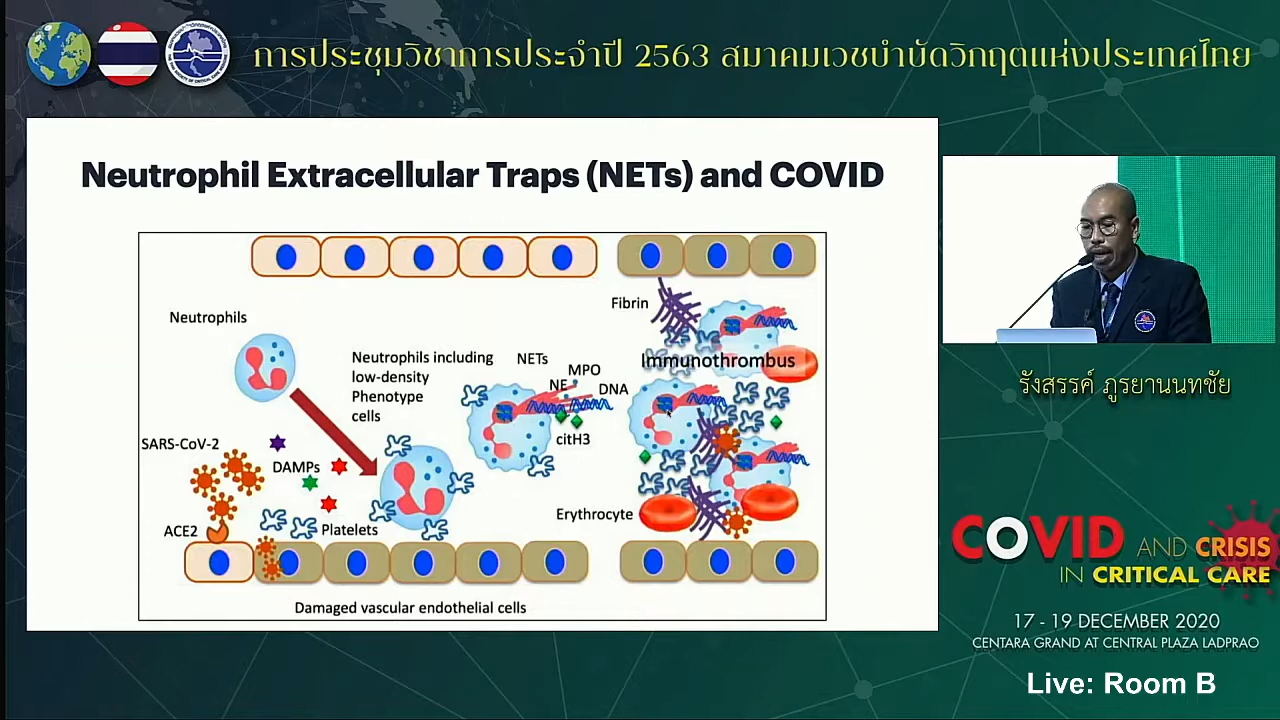 การประชุมวิชาการประจำปี 2563 สมาคมเวชบำบัดวิกฤตแห่งประเทศไทย
Neutrophil Extracellular Traps (NETs) and COVID
Neutrophils
Neutrophils including
low-density
Phenotype
cells
NETs
MPO
NE
DNA
citH3
Fibrin
Immunothrombus
SARS-CoV-2
DAMPs
ACE2
Platelets
Erythrocyte
Damaged vascular endothelial cells
รังสรรค์ ภูรยานนทชัย
COVID AND CRISIS
IN CRITICAL CARE
17 - 19 DECEMBER 2020
CENTARA GRAND AT CENTRAL PLAZA LADPRAO
Live: Room B